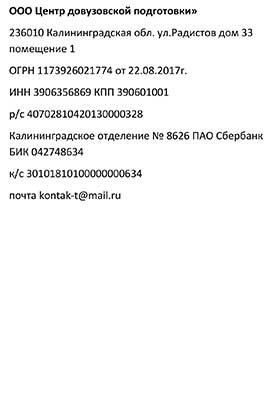 ООО Центр довузовской подготовки»
236010 Калининградская обл. ул.Радистов дом 33
помещение 1
ОГРН 1173926021774 от 22.08.2017г.
ИНН 3906356869 КПП 390601001
р/с 40702810420130000328
Калининградское отделение № 8626 ПАО Сбербанк
БИК 042748634
к/с 30101810100000000634
почта kontak-t@mail.ru